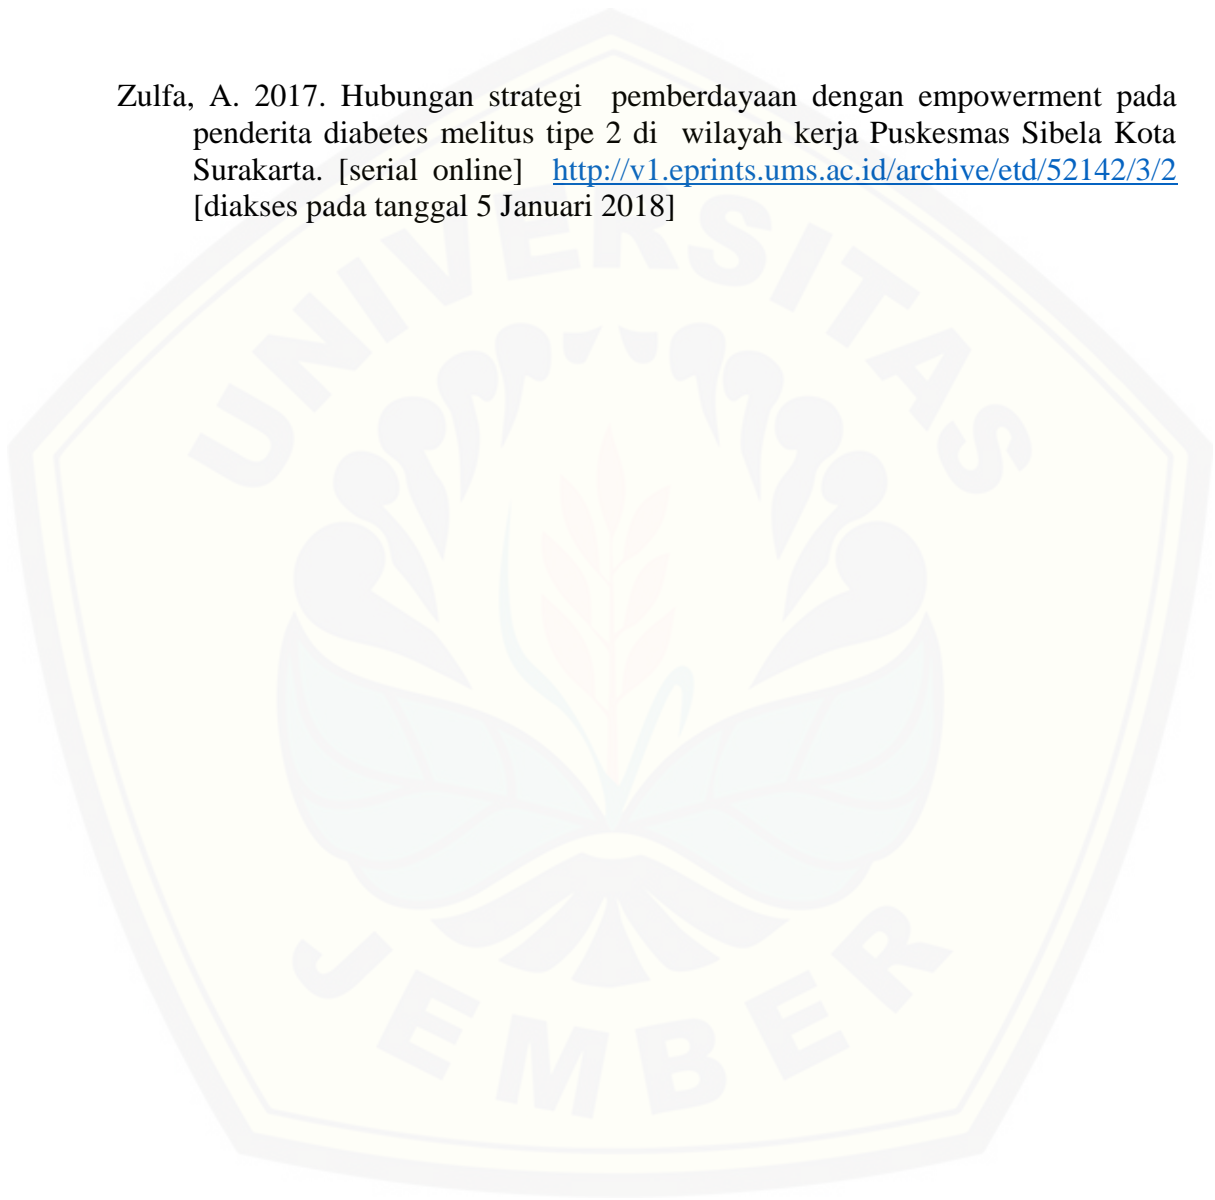 Zulfa, A. 2017. Hubungan strategi pemberdayaan dengan empowerment pada
penderita diabetes melitus tipe 2 di wilayah kerja Puskesmas Sibela Kota
Surakarta. [serial online] http://v1.eprints.ums.ac.id/archive/etd/52142/3/2
[diakses pada tanggal 5 Januari 2018]
UNIVERSITAS
JEMBER